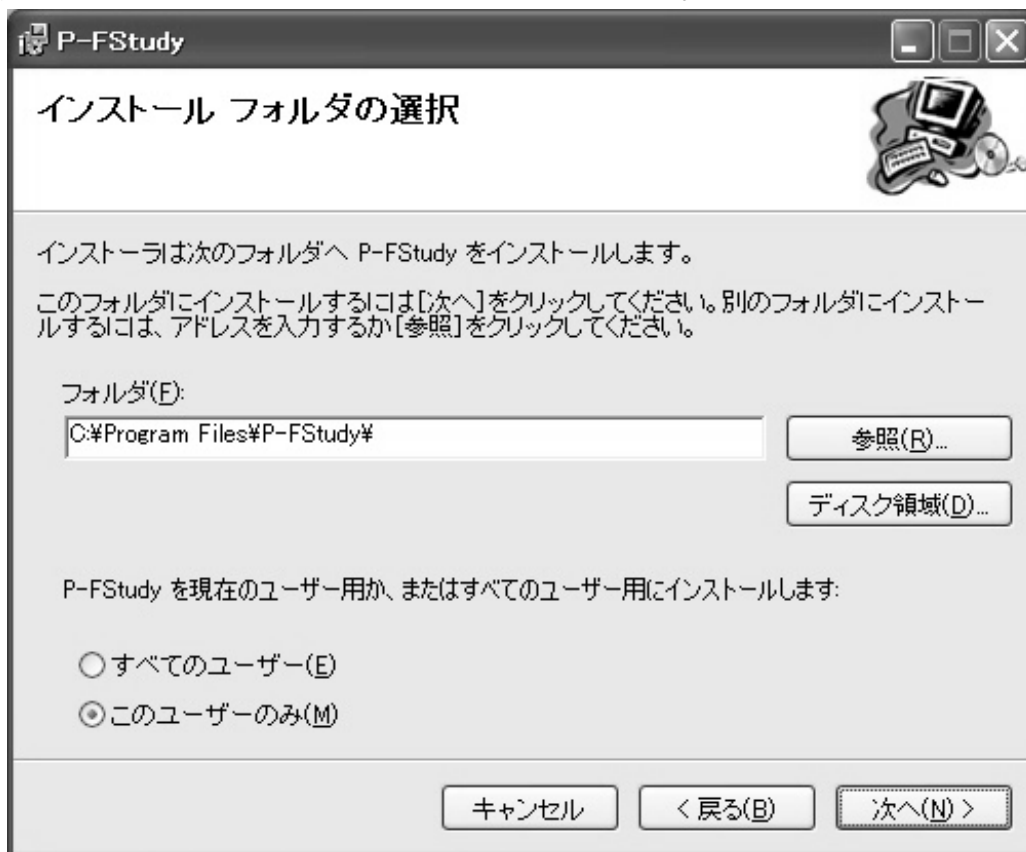 P-FStudy
インストール フォルダの選択
インストーラは次のフォルダへ P-FStudy をインストールします。
このフォルダにインストールするには[次へ]をクリックしてください。別のフォルダにインストー
ルするには、アドレスを入力するか[参照]をクリックしてください。
フォルダ(F):
C:¥Program Files¥P-FStudy¥
参照(R)...
ディスク領域(D)...
P-FStudy を現在のユーザー用か、またはすべてのユーザー用にインストールします:
すべてのユーザー(E)
このユーザーのみ(M)
キャンセル
< 戻る(B)
次へ(N) >